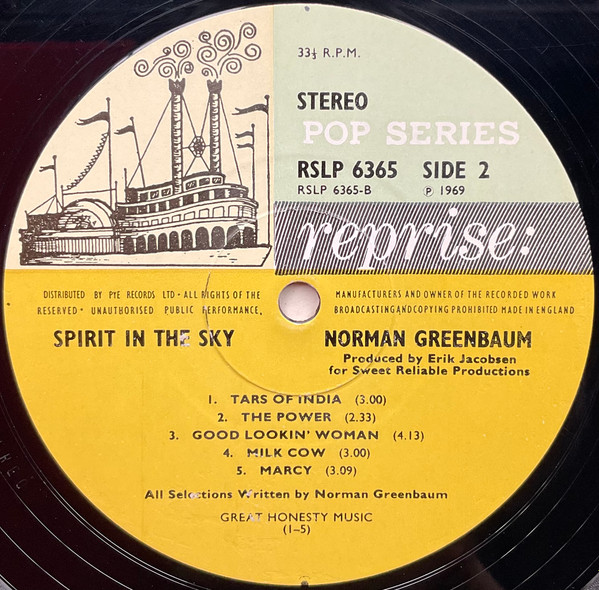 33⅓ R.P.M.
STEREO
POP SERIES
RSLP 6365 SIDE 2
RSLP 6365-B ℗ 1969
reprise:
DISTRIBUTED BY PYE RECORDS LTD · ALL RIGHTS OF THE
RESERVED · UNAUTHORISED PUBLIC PERFORMANCE,
MANUFACTURERS AND OWNER OF THE RECORDED WORK
BROADCASTING AND COPYING PROHIBITED MADE IN ENGLAND
SPIRIT IN THE SKY
NORMAN GREENBAUM
Produced by Erik Jacobsen
for Sweet Reliable Productions
1. TARS OF INDIA (3.00)
2. THE POWER (2.33)
3. GOOD LOOKIN' WOMAN (4.13)
4. MILK COW (3.00)
5. MARCY (3.09)
All Selections Written by Norman Greenbaum
GREAT HONESTY MUSIC
(1-5)